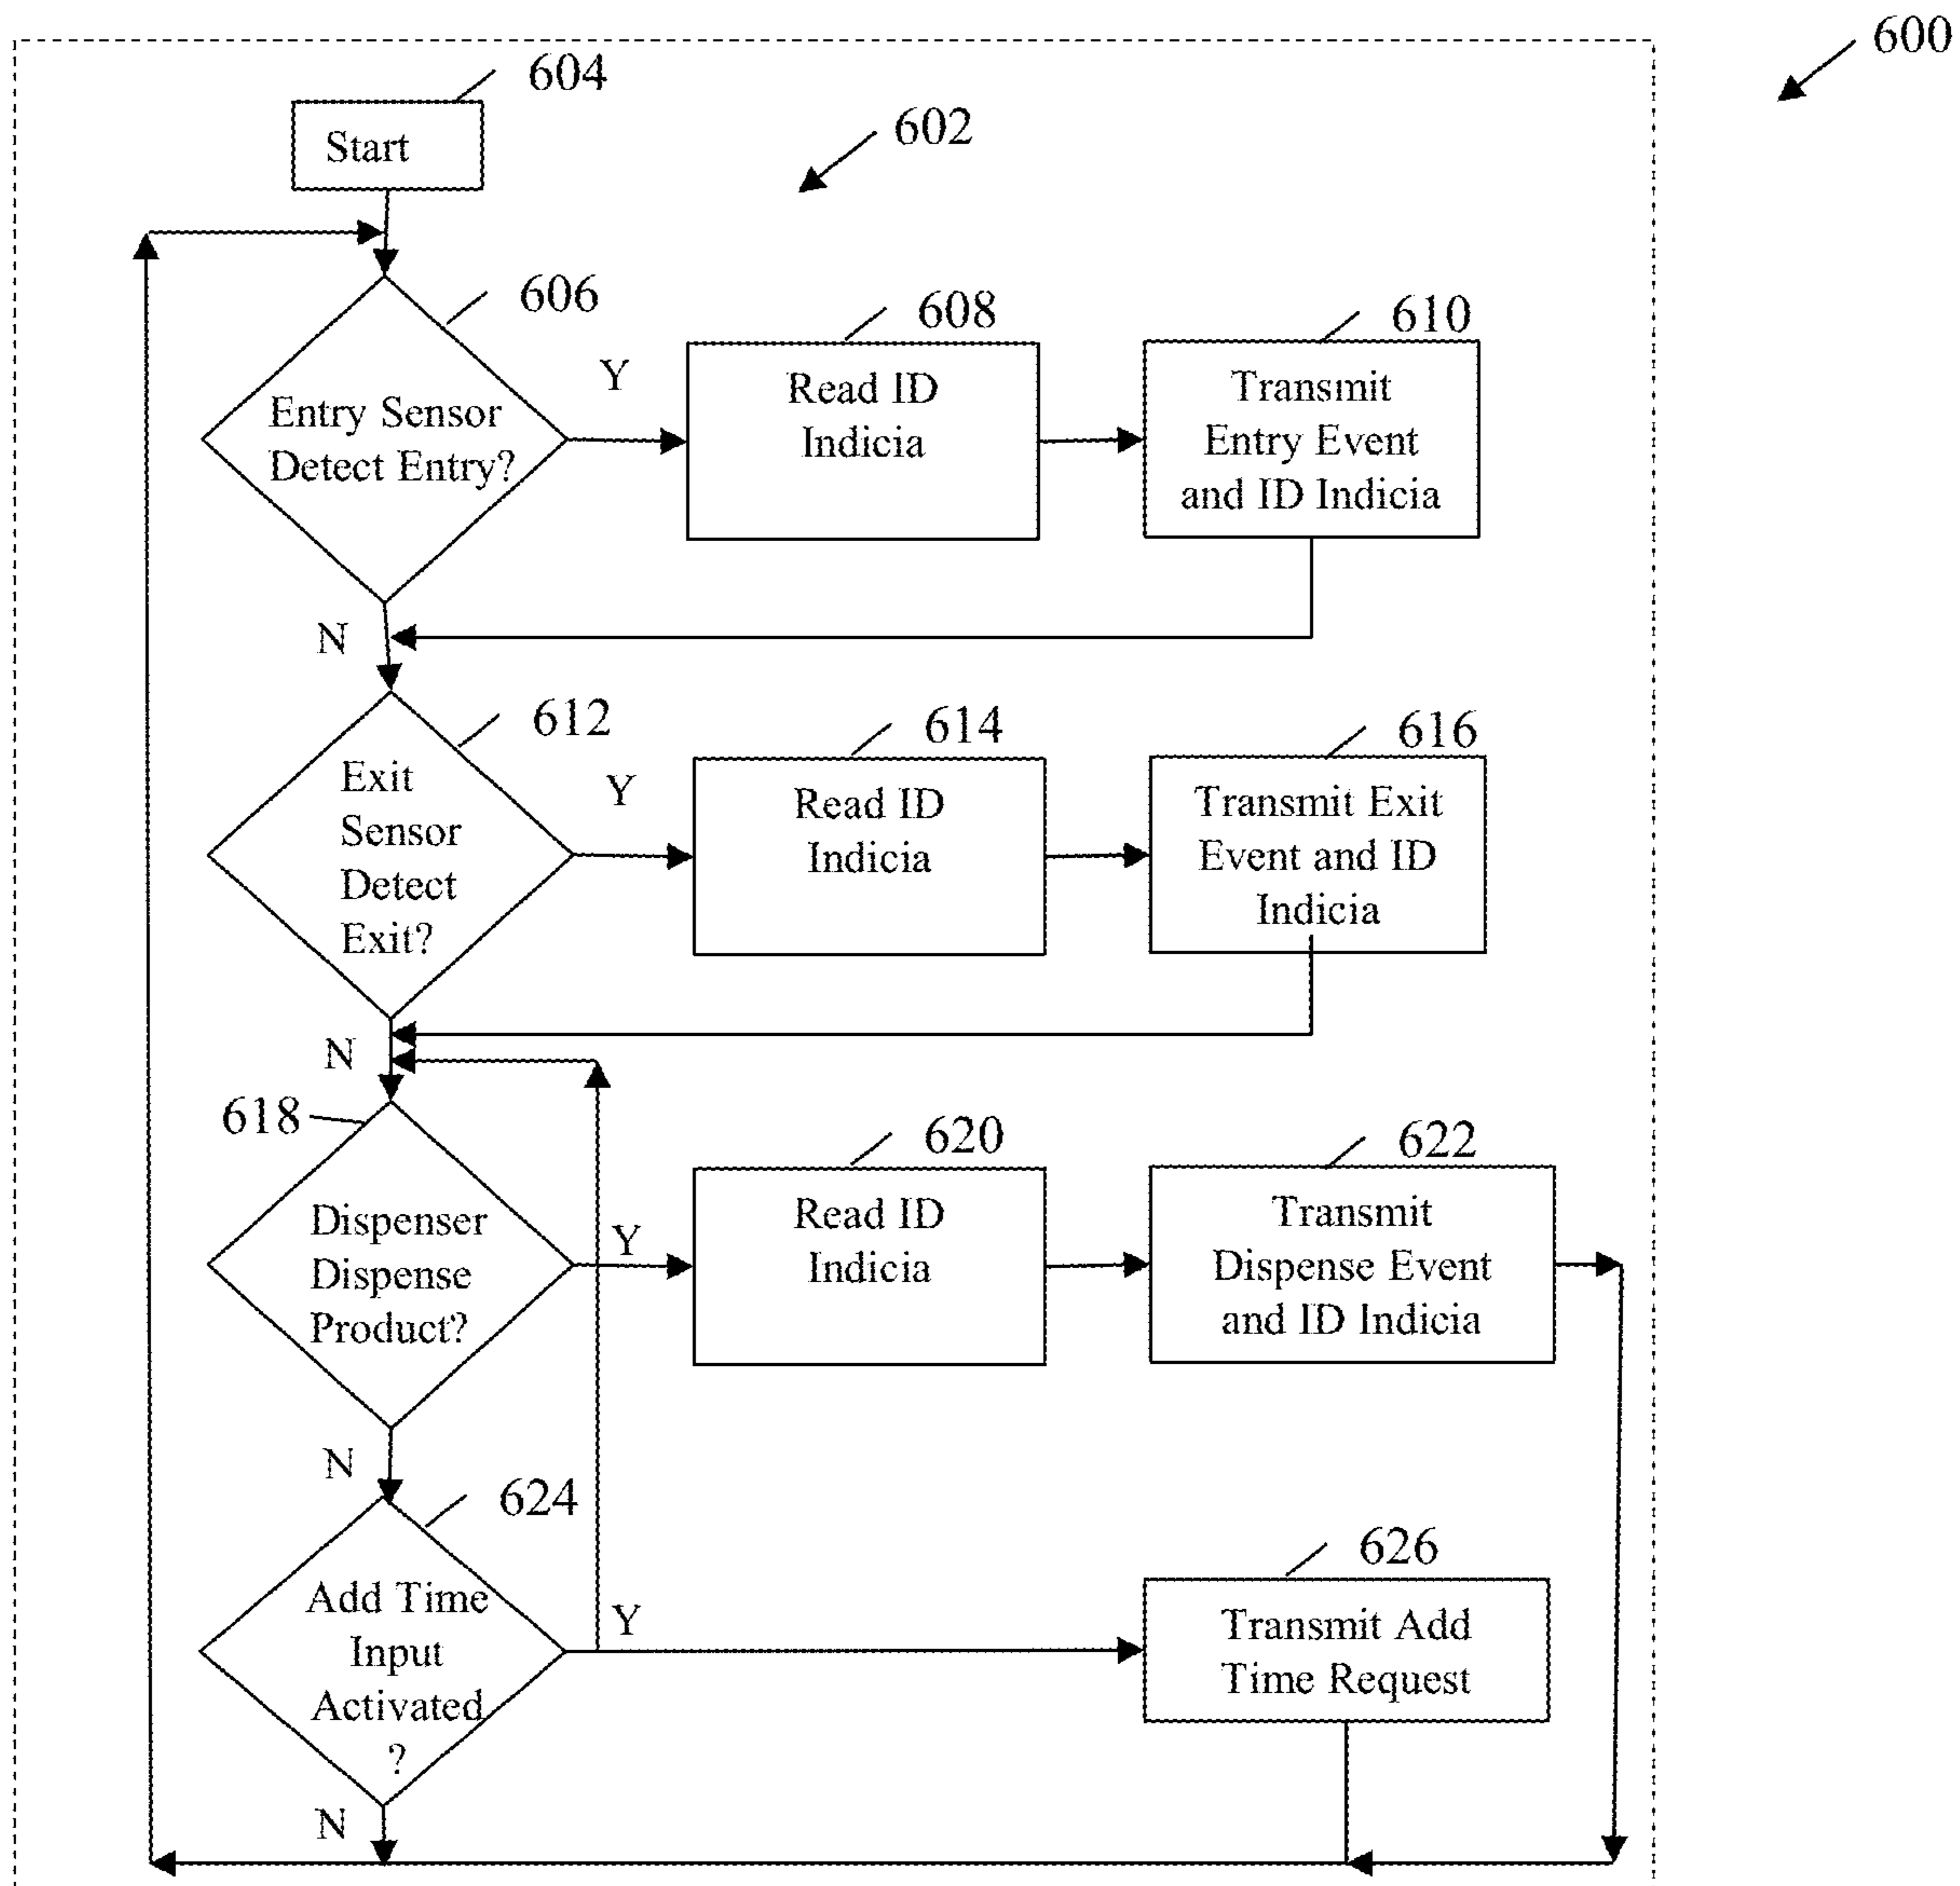 600
604
Start
602
606
608
610
Entry Sensor
Detect Entry?
Y
Read ID
Indicia
Transmit
Entry Event
and ID Indicia
N
612
614
616
Exit
Sensor
Detect
Exit?
Y
Read ID
Indicia
Transmit Exit
Event and ID
Indicia
N
618
620
622
Dispenser
Dispense
Product?
Y
Read ID
Indicia
Transmit
Dispense Event
and ID Indicia
N
624
626
Add Time
Input
Activated
?
Y
Transmit Add
Time Request
N